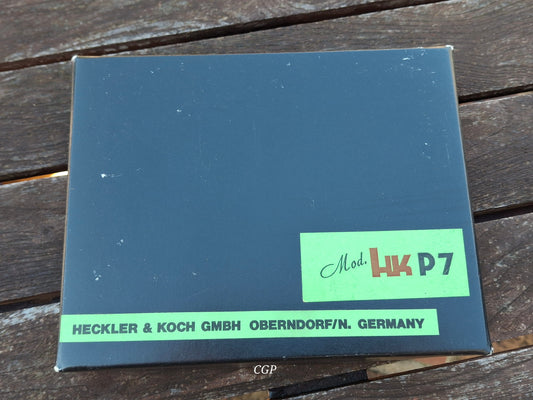 Mod. HK P7
HECKLER & KOCH GMBH OBERNDORF/N. GERMANY
CGP